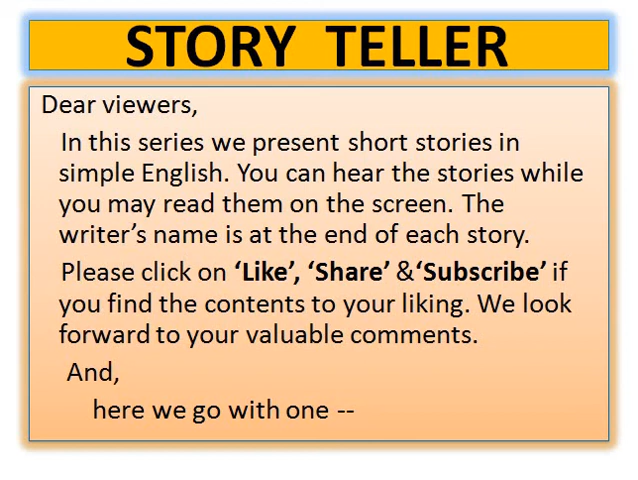 STORY TELLER
Dear viewers,
In this series we present short stories in
simple English. You can hear the stories while
you may read them on the screen. The
writer’s name is at the end of each story.
Please click on ‘Like’, ‘Share’ &‘Subscribe’ if
you find the contents to your liking. We look
forward to your valuable comments.
And,
here we go with one --